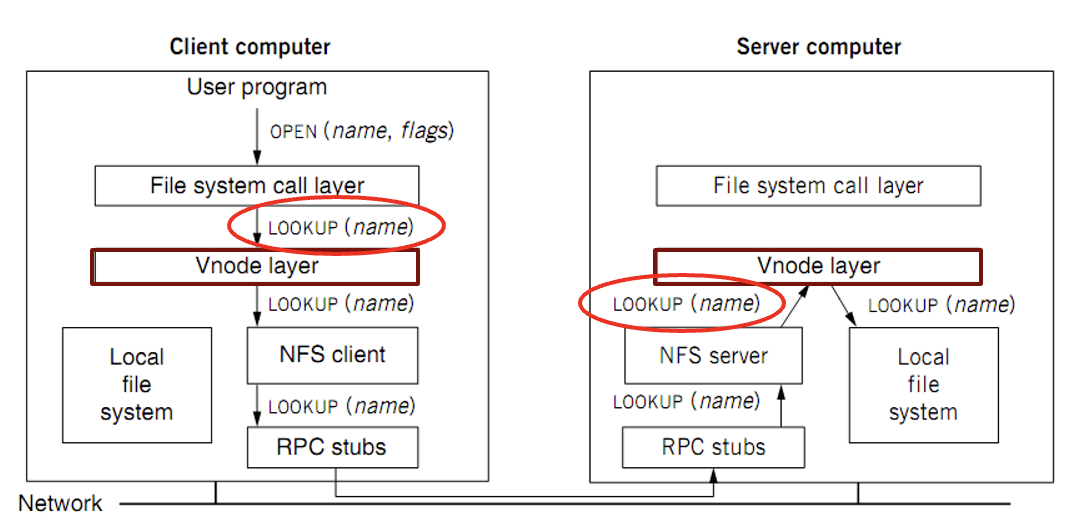 Client computer
User program
OPEN (name, flags)
File system call layer
LOOKUP (name)
Vnode layer
LOOKUP (name)
Local
file
system
NFS client
LOOKUP (name)
RPC stubs
Server computer
File system call layer
Vnode layer
LOOKUP (name)
LOOKUP (name)
NFS server
Local
file
system
LOOKUP (name)
RPC stubs
Network